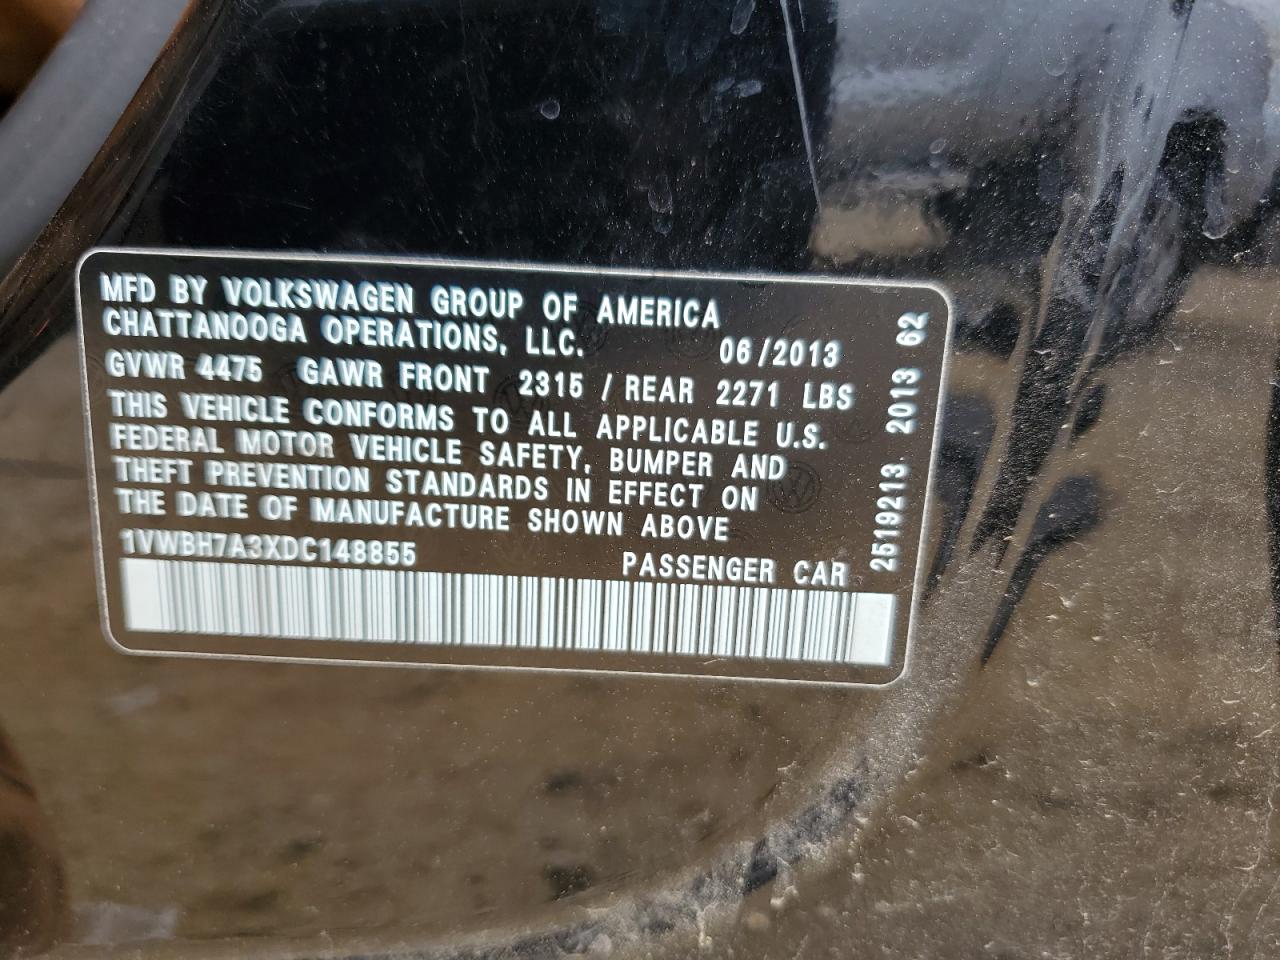 MFD BY VOLKSWAGEN GROUP OF AMERICA
CHATTANOOGA OPERATIONS, LLC. 06/2013
GVWR 4475 GAWR FRONT 2315 / REAR 2271 LBS
THIS VEHICLE CONFORMS TO ALL APPLICABLE U.S.
FEDERAL MOTOR VEHICLE SAFETY, BUMPER AND
THEFT PREVENTION STANDARDS IN EFFECT ON
THE DATE OF MANUFACTURE SHOWN ABOVE
1VWBH7A3XDC148855 PASSENGER CAR
2519213 2013 62